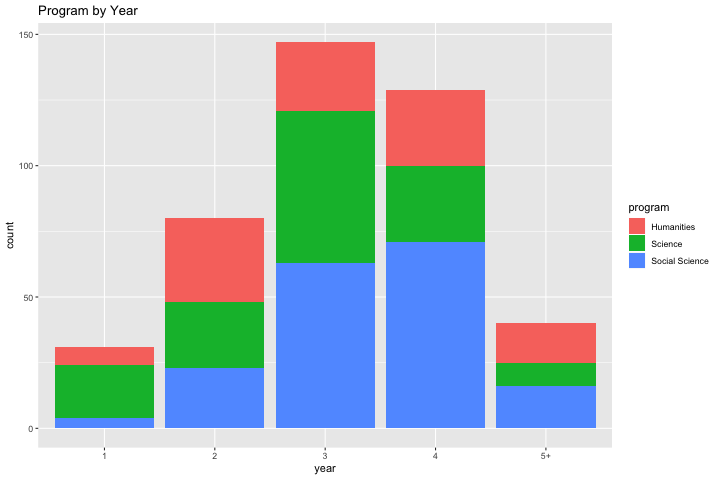 Program by Year
150
100
50
0
count
1 2 3 4 5+
year
program
Humanities
Science
Social Science